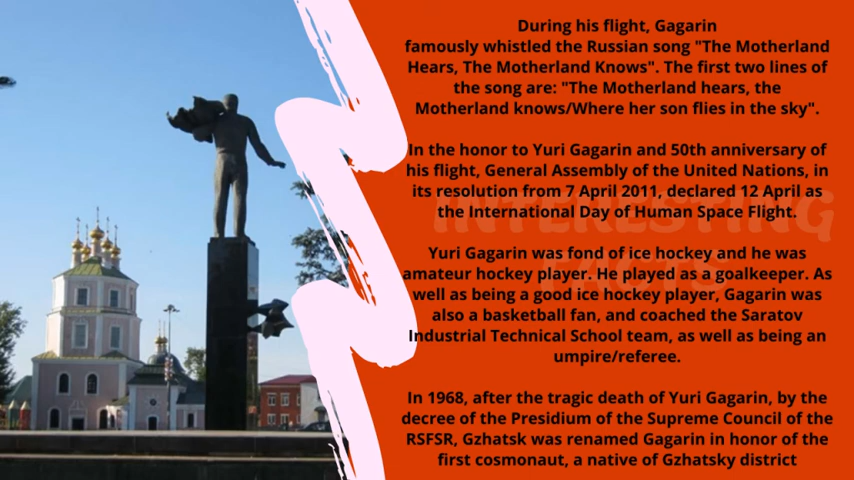 During his flight, Gagarin
famously whistled the Russian song "The Motherland
Hears, The Motherland Knows". The first two lines of
the song are: "The Motherland hears, the
Motherland knows/Where her son flies in the sky".
In the honor to Yuri Gagarin and 50th anniversary of
his flight, General Assembly of the United Nations, in
its resolution from 7 April 2011, declared 12 April as
the International Day of Human Space Flight.
INTERESTING
FACTS
Yuri Gagarin was fond of ice hockey and he was
amateur hockey player. He played as a goalkeeper. As
well as being a good ice hockey player, Gagarin was
also a basketball fan, and coached the Saratov
Industrial Technical School team, as well as being an
umpire/referee.
In 1968, after the tragic death of Yuri Gagarin, by the
decree of the Presidium of the Supreme Council of the
RSFSR, Gzhatsk was renamed Gagarin in honor of the
first cosmonaut, a native of Gzhatsky district